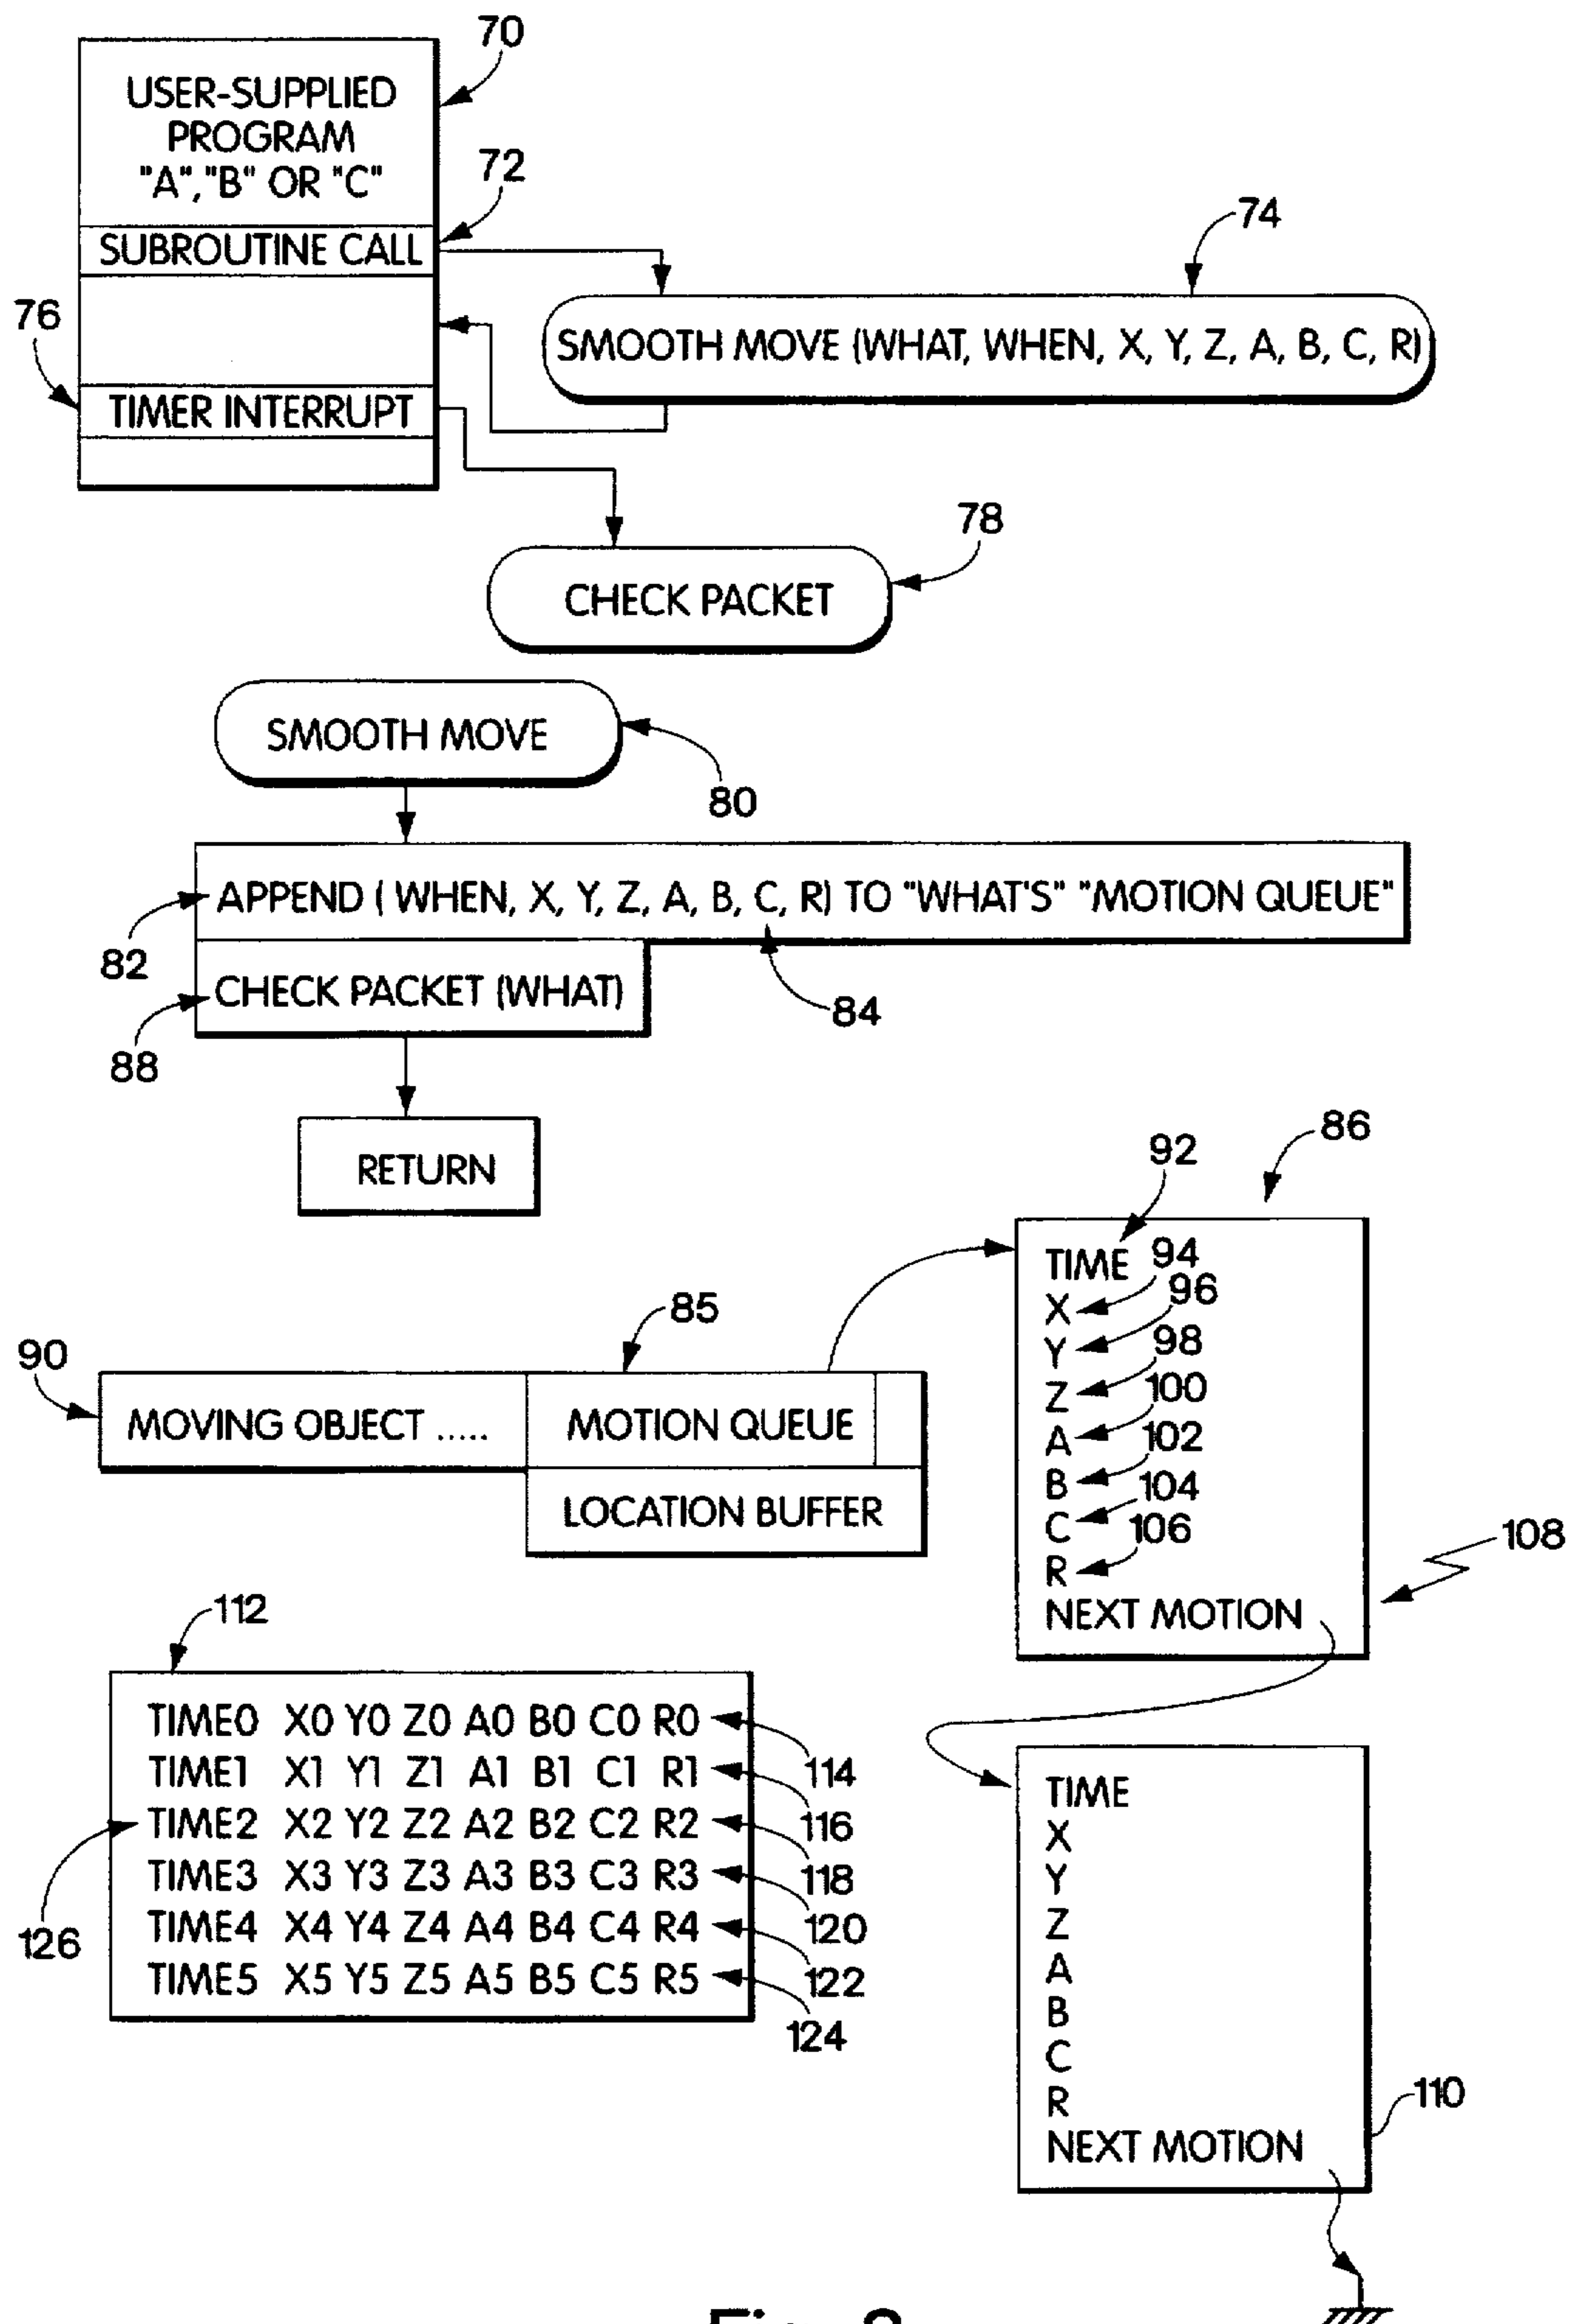 70
USER-SUPPLIED
PROGRAM
"A","B" OR "C"
72
SUBROUTINE CALL
74
76
SMOOTH MOVE (WHAT, WHEN, X, Y, Z, A, B, C, R)
TIMER INTERRUPT
78
CHECK PACKET
SMOOTH MOVE
80
APPEND ( WHEN, X, Y, Z, A, B, C, R) TO "WHAT'S" "MOTION QUEUE"
82
CHECK PACKET (WHAT)
84
88
RETURN
86
92
TIME
X 94
Y 96
Z 98
A 100
B 102
C 104
R 106
NEXT MOTION
108
85
90
MOVING OBJECT .....
MOTION QUEUE
LOCATION BUFFER
112
TIME0 X0 Y0 Z0 A0 B0 C0 R0
114
TIME1 X1 Y1 Z1 A1 B1 C1 R1
116
TIME2 X2 Y2 Z2 A2 B2 C2 R2
118
TIME3 X3 Y3 Z3 A3 B3 C3 R3
120
TIME4 X4 Y4 Z4 A4 B4 C4 R4
122
TIME5 X5 Y5 Z5 A5 B5 C5 R5
124
126
TIME
X
Y
Z
A
B
C
R
NEXT MOTION
110